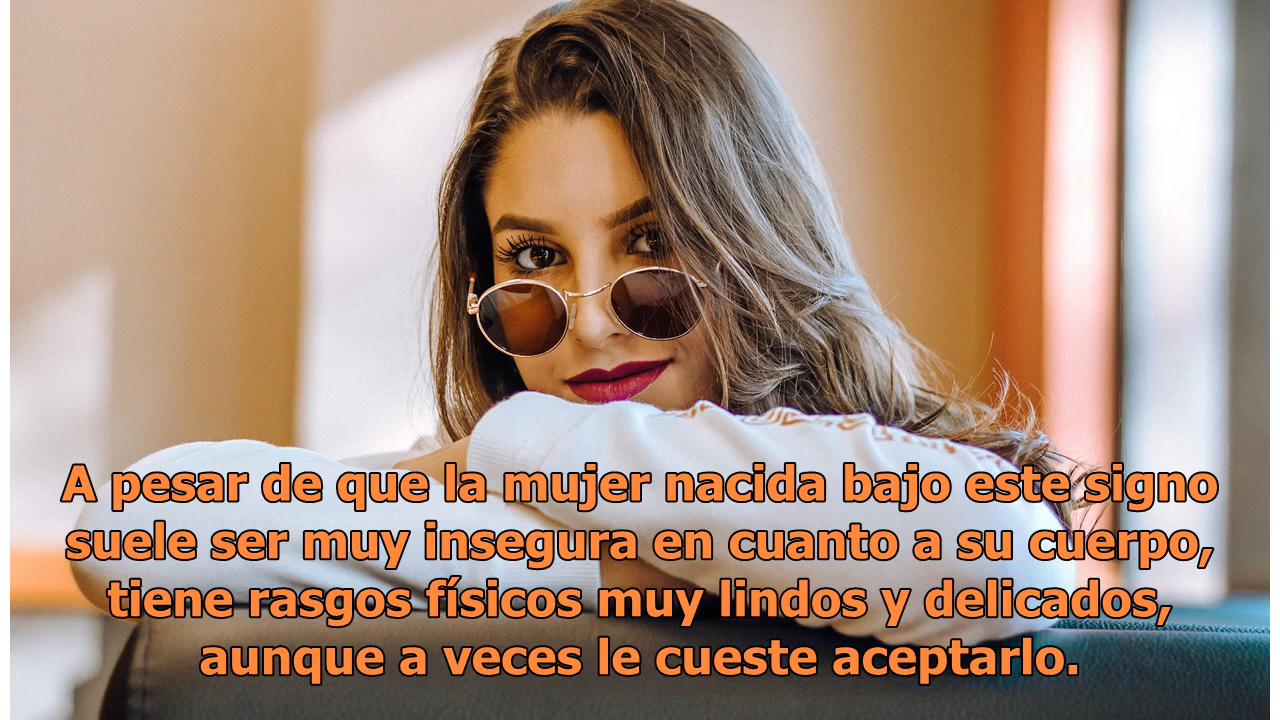 A pesar de que la mujer nacida bajo este signo
suele ser muy insegura en cuanto a su cuerpo,
tiene rasgos físicos muy lindos y delicados,
aunque a veces le cueste aceptarlo.